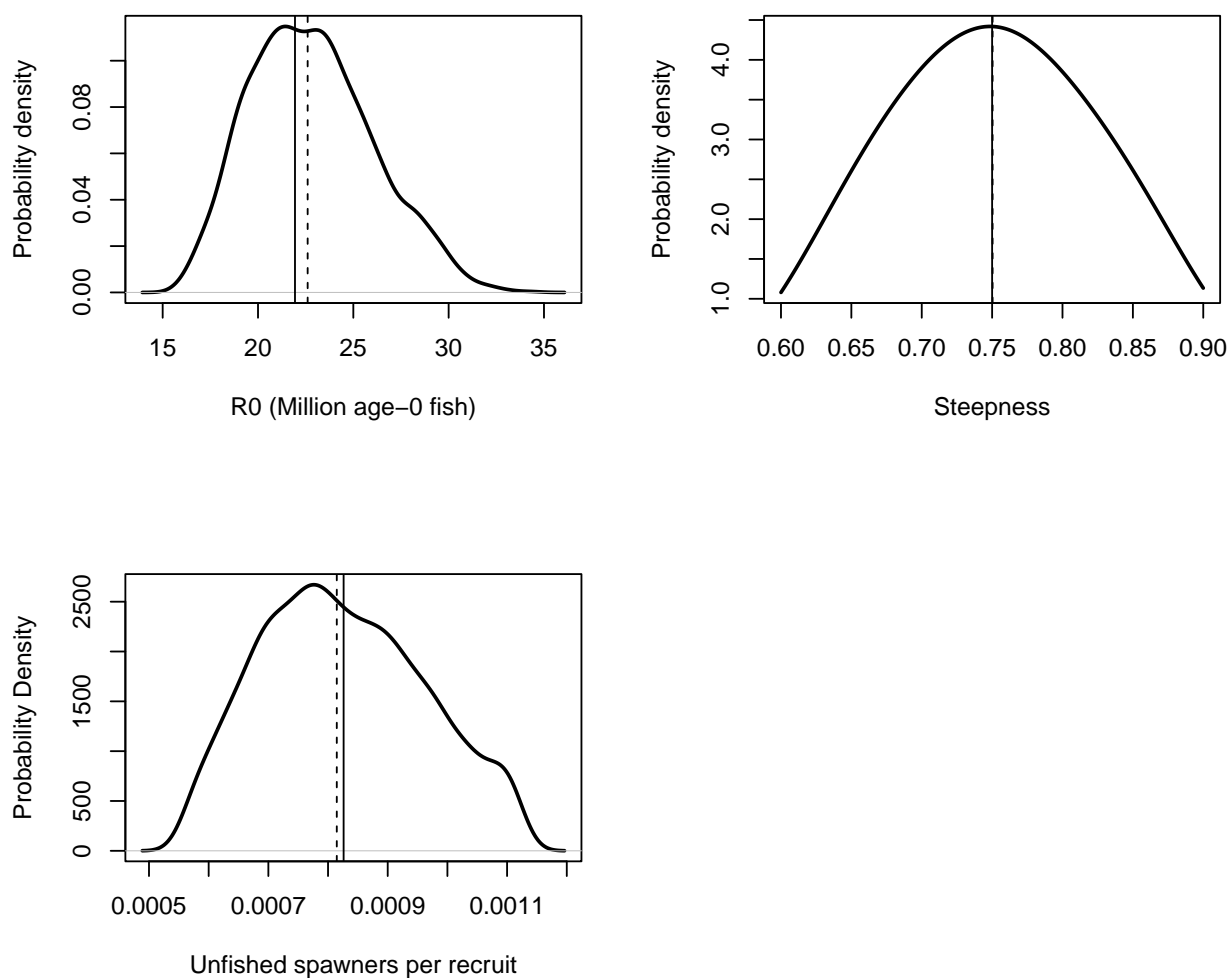 Probability density
0.00 0.04 0.08
15 20 25 30 35
R0 (Million age−0 fish)
Probability density
1.0 2.0 3.0 4.0
0.60 0.65 0.70 0.75 0.80 0.85 0.90
Steepness
Probability Density
0 500 1500 2500
0.0005 0.0007 0.0009 0.0011
Unfished spawners per recruit